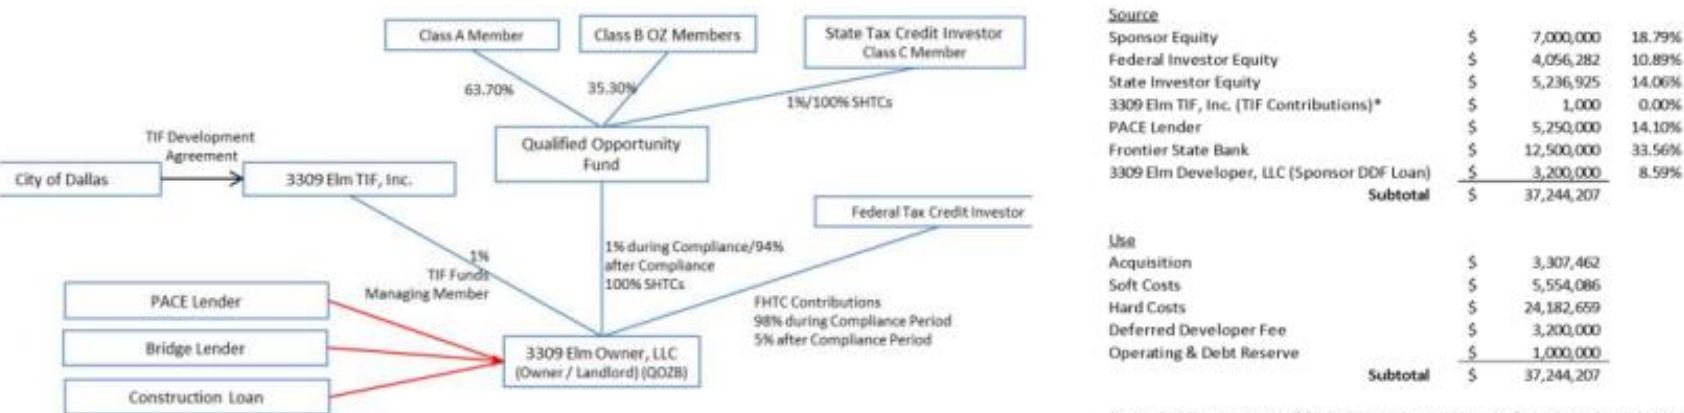 Class A Member
Class B OZ Members
State Tax Credit Investor
Class C Member
63.70%
35.30%
1%/100% SHTCs
TIF Development
Agreement
Qualified Opportunity
Fund
City of Dallas
3309 Elm TIF, Inc.
Federal Tax Credit Investor
1%
TIF Funds
Managing Member
1% during Compliance/94%
after Compliance
100% SHTCs
FHTC Contributions
98% during Compliance Period
5% after Compliance Period
PACE Lender
Bridge Lender
Construction Loan
3309 Elm Owner, LLC
(Owner / Landlord) (QOZB)
Source
Sponsor Equity $ 7,000,000 18.79%
Federal Investor Equity $ 4,056,282 10.89%
State Investor Equity $ 5,236,925 14.06%
3309 Elm TIF, Inc. (TIF Contributions)* $ 1,000 0.00%
PACE Lender $ 5,250,000 14.10%
Frontier State Bank $ 12,500,000 33.56%
3309 Elm Developer, LLC (Sponsor DDF Loan) $ 3,200,000 8.59%
Subtotal $ 37,244,207
Use
Acquisition $ 3,307,462
Soft Costs $ 5,554,086
Hard Costs $ 24,182,659
Deferred Developer Fee $ 3,200,000
Operating & Debt Reserve $ 1,000,000
Subtotal $ 37,244,207